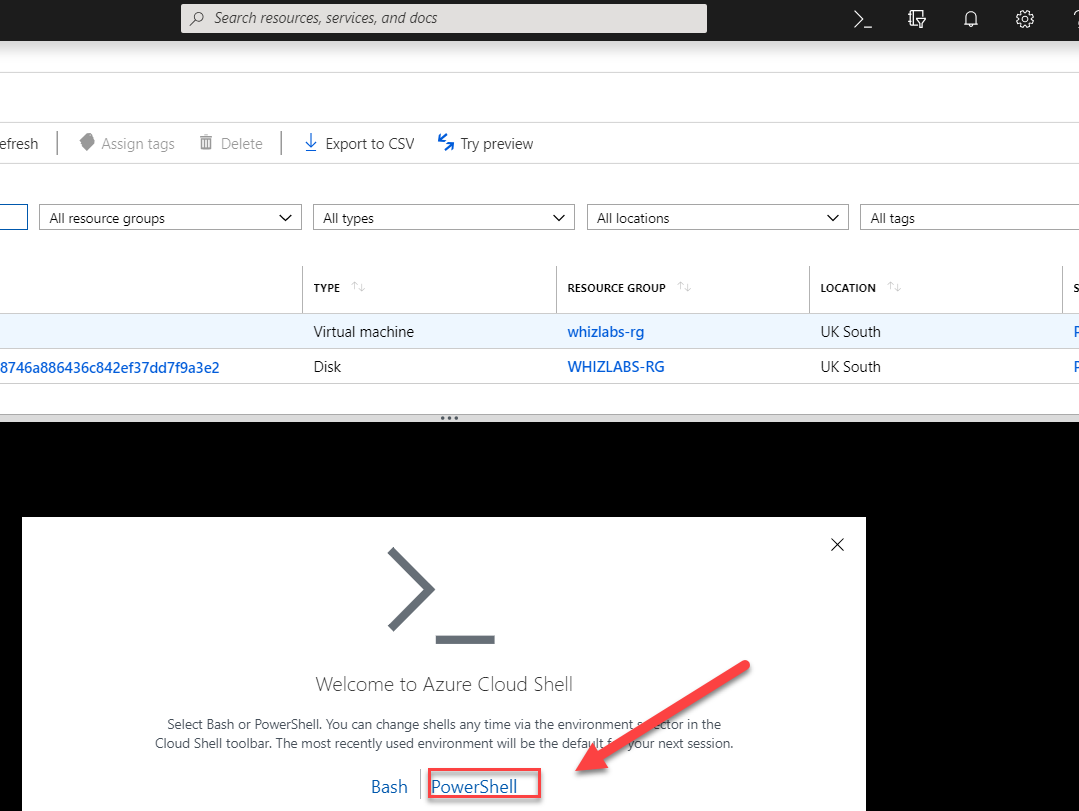 Search resources, services, and docs
efresh Assign tags Delete Export to CSV Try preview
All resource groups All types All locations All tags
TYPE RESOURCE GROUP LOCATION S
Virtual machine whizlabs-rg UK South
8746a886436c842ef37dd7f9a3e2 Disk WHIZLABS-RG UK South
Welcome to Azure Cloud Shell
Select Bash or PowerShell. You can change shells any time via the environment selector in the
Cloud Shell toolbar. The most recently used environment will be the default for your next session.
Bash PowerShell